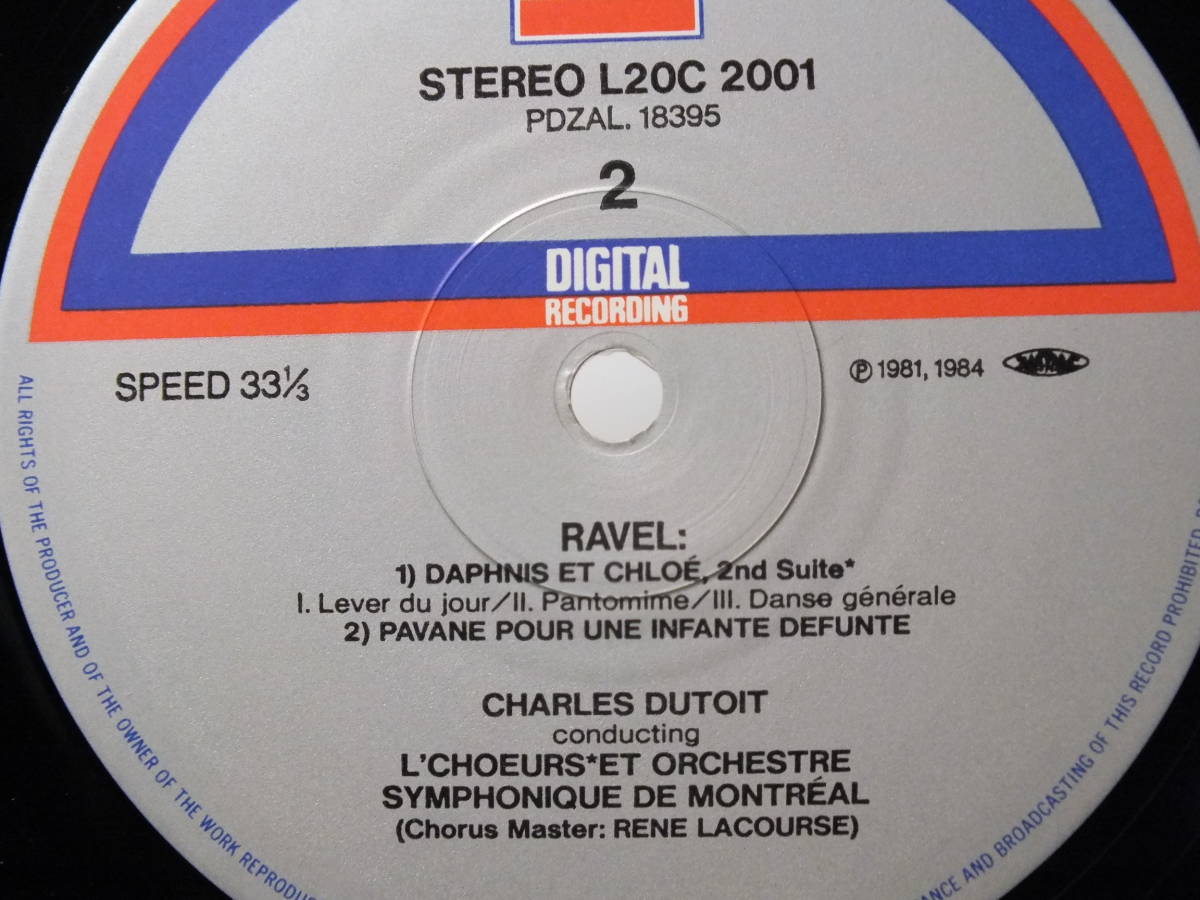 STEREO L20C 2001
PDZAL. 18395
2
DIGITAL
RECORDING
SPEED 33⅓
Ⓟ 1981, 1984
RAVEL:
1) DAPHNIS ET CHLOÉ, 2nd Suite*
I. Lever du jour/II. Pantomime/III. Danse générale
2) PAVANE POUR UNE INFANTE DEFUNTE
CHARLES DUTOIT
conducting
L'CHOEURS*ET ORCHESTRE
SYMPHONIQUE DE MONTRÉAL
(Chorus Master: RENE LACOURSE)
ALL RIGHTS OF THE PRODUCER AND OF THE OWNER OF THE WORK
AND BROADCASTING OF THIS RECORD PROHIBITED